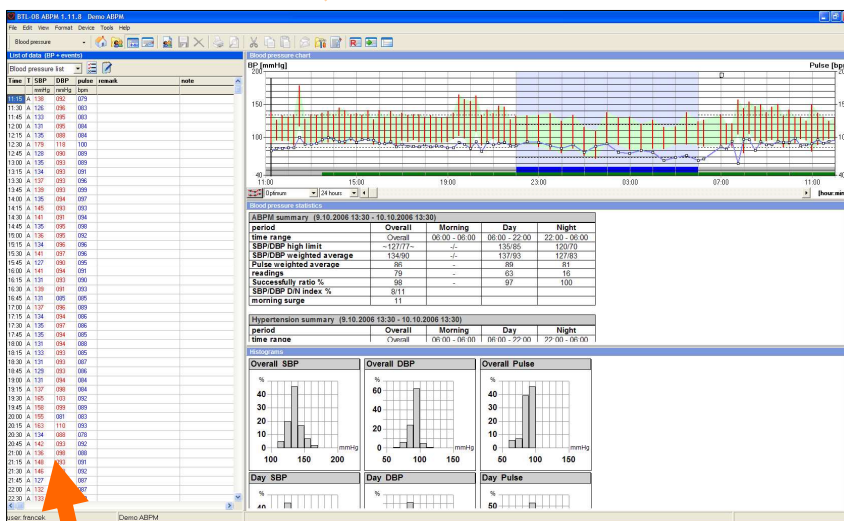 BTL-08 ABPM 1.11.8 Demo ABPM
File Edit View Format Device Tools Help
Blood pressure
List of data (BP + events)
Blood pressure list
Time T SBP DBP pulse remark note
mmHg mmHg bpm
11:15 A 138 092 079
11:30 A 126 096 083
11:45 A 133 095 083
12:00 A 131 095 084
12:15 A 135 088 084
12:30 A 179 118 100
12:45 A 128 090 089
13:00 A 135 093 089
13:15 A 134 093 091
13:30 A 137 093 096
13:45 A 139 093 099
14:00 A 135 094 097
14:15 A 145 093 093
14:30 A 141 091 094
14:45 A 135 095 098
15:00 A 136 095 092
15:15 A 134 096 096
15:30 A 141 097 096
15:45 A 127 090 095
16:00 A 141 094 091
16:15 A 131 093 090
16:30 A 139 091 093
16:45 A 131 085 085
17:00 A 137 096 089
17:15 A 134 094 086
17:30 A 135 097 086
17:45 A 135 094 085
18:00 A 131 094 088
18:15 A 133 093 085
18:30 A 131 093 087
18:45 A 129 093 086
19:00 A 131 094 084
19:15 A 137 098 084
19:30 A 165 103 092
19:45 A 158 099 089
20:00 A 155 081 083
20:15 A 163 110 093
20:30 A 134 088 078
20:45 A 142 093 092
21:00 A 136 098 088
21:15 A 148 093 091
21:30 A 146 092
21:45 A 127 087
22:00 A 132 087
22:30 A 133
user: francek Demo ABPM
Blood pressure chart
BP [mmHg] Pulse [bpm
200
150
100
40
11:00 15:00 19:00 23:00 03:00 07:00 11:00
Optimum 24 hours [hour:min
Blood pressure statistics
ABPM summary (9.10.2006 13:30 - 10.10.2006 13:30)
period Overall Morning Day Night
time range Overall 06:00 - 06:00 06:00 - 22:00 22:00 - 06:00
SBP/DBP high limit ~127/77~ -/- 135/85 120/70
SBP/DBP weighted average 134/90 -/- 137/93 127/83
Pulse weighted average 86 - 89 81
readings 79 - 63 16
Successfully ratio % 98 - 97 100
SBP/DBP D/N index % 8/11
morning surge 11
Hypertension summary (9.10.2006 13:30 - 10.10.2006 13:30)
period Overall Morning Day Night
time range Overall 06:00 - 06:00 06:00 - 22:00 22:00 - 06:00
Histograms
Overall SBP Overall DBP Overall Pulse
% % %
40 60 40
30 40 30
20 20 20
10 10
0 mmHg 0 mmHg 0
100 150 200 50 100 150 50 100 150
Day SBP Day DBP Day Pulse
% % %
40 50